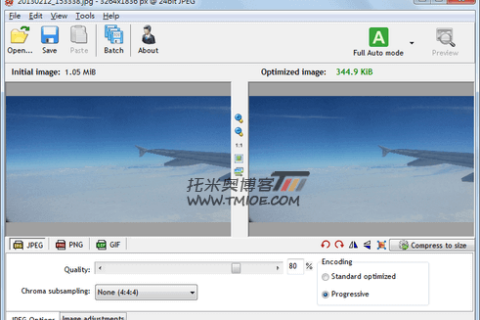 20130212_153338.jpg - 3264x1836 px @ 24bit JPEG
File Edit View Tools Help
Open... Save Paste Batch About Full Auto mode Preview
Initial image: 1.05 MiB Optimized image: 344.9 KiB
1:1
托米奥博客
WWW.TMIOE.COM
JPEG PNG GIF Compress to size
Quality: 80 % Encoding
Standard optimized
Chroma subsampling: None (4:4:4) Progressive
JPEG Options Image adjustments